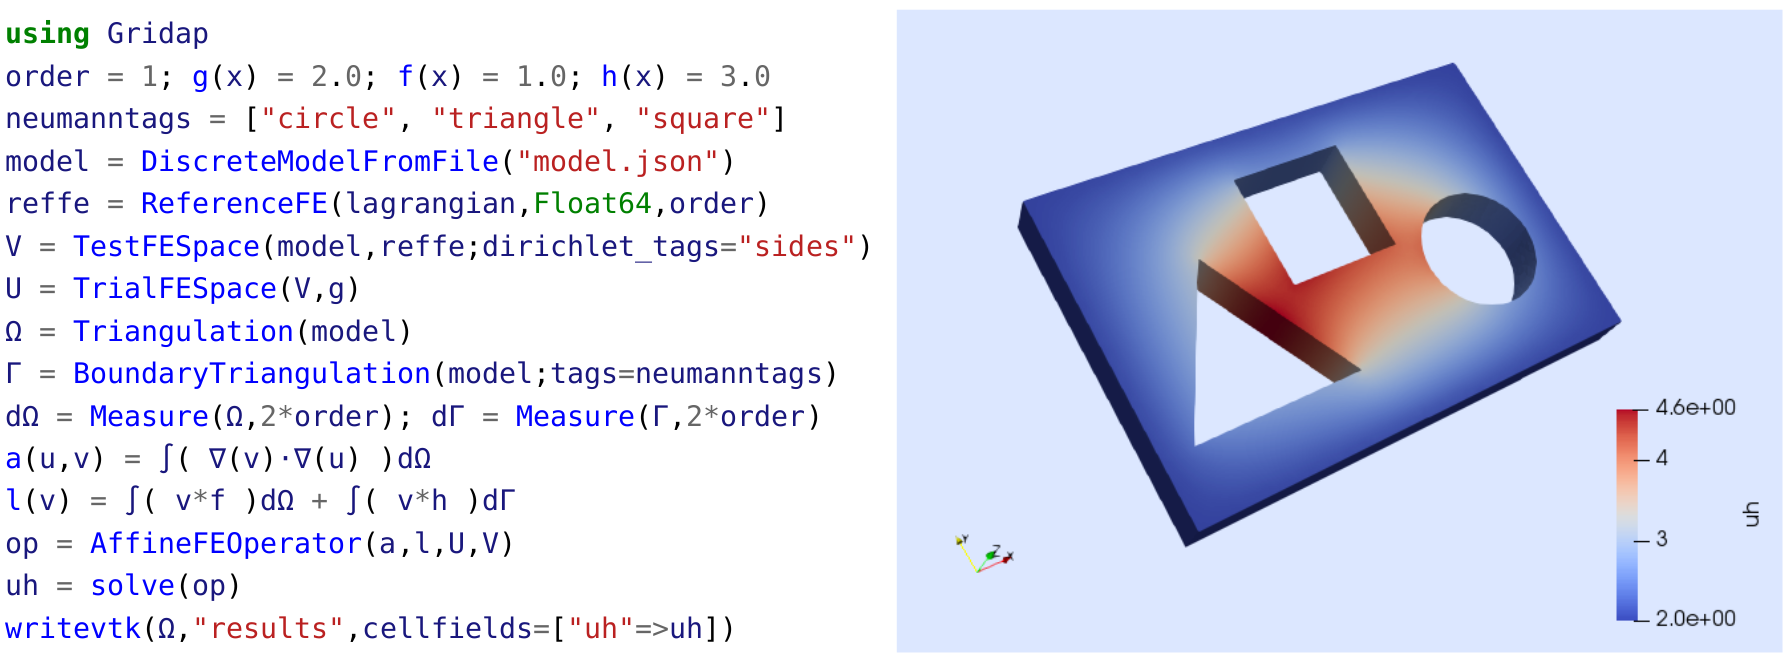 using Gridap
order = 1; g(x) = 2.0; f(x) = 1.0; h(x) = 3.0
neumanntags = ["circle", "triangle", "square"]
model = DiscreteModelFromFile("model.json")
reffe = ReferenceFE(lagrangian,Float64,order)
V = TestFESpace(model,reffe;dirichlet_tags="sides")
U = TrialFESpace(V,g)
Ω = Triangulation(model)
Γ = BoundaryTriangulation(model;tags=neumanntags)
dΩ = Measure(Ω,2*order); dΓ = Measure(Γ,2*order)
a(u,v) = ∫( ∇(v)·∇(u) )dΩ
l(v) = ∫( v*f )dΩ + ∫( v*h )dΓ
op = AffineFEOperator(a,l,U,V)
uh = solve(op)
writevtk(Ω,"results",cellfields=["uh"=>uh])
4.6e+00
4
3
2.0e+00
uh
Y
Z
X